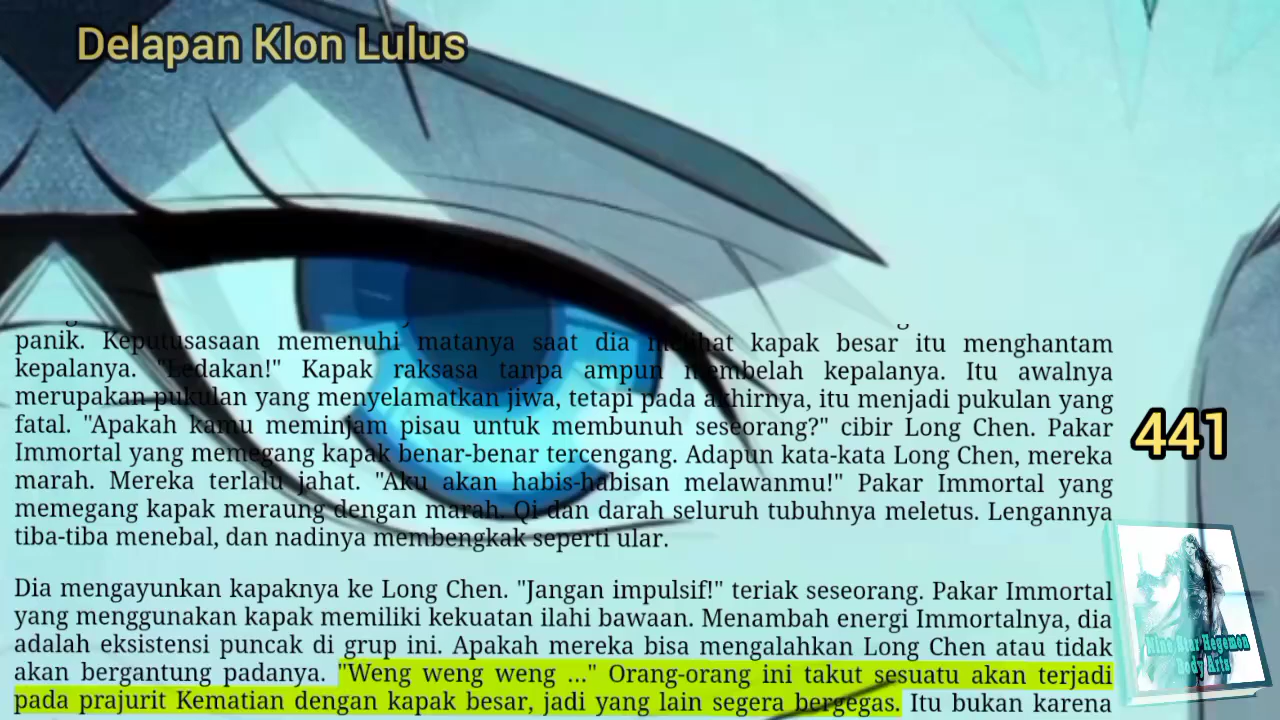 Delapan Klon Lulus
panik. Keputusasaan memenuhi matanya saat dia melihat kapak besar itu menghantam
kepalanya. "Ledakan!" Kapak raksasa tanpa ampun membelah kepalanya. Itu awalnya
merupakan pukulan yang menyelamatkan jiwa, tetapi pada akhirnya, itu menjadi pukulan yang
fatal. "Apakah kamu meminjam pisau untuk membunuh seseorang?" cibir Long Chen. Pakar
Immortal yang memegang kapak benar-benar tercengang. Adapun kata-kata Long Chen, mereka
marah. Mereka terlalu jahat. "Aku akan habis-habisan melawanmu!" Pakar Immortal yang
memegang kapak meraung dengan marah. Qi dan darah seluruh tubuhnya meletus. Lengannya
tiba-tiba menebal, dan nadinya membengkak seperti ular.
Dia mengayunkan kapaknya ke Long Chen. "Jangan impulsif!" teriak seseorang. Pakar Immortal
yang menggunakan kapak memiliki kekuatan ilahi bawaan. Menambah energi Immortalnya, dia
adalah eksistensi puncak di grup ini. Apakah mereka bisa mengalahkan Long Chen atau tidak
akan bergantung padanya. "Weng weng weng ..." Orang-orang ini takut sesuatu akan terjadi
pada prajurit Kematian dengan kapak besar, jadi yang lain segera bergegas. Itu bukan karena
441
Nine Star Hegemon
Body Arts